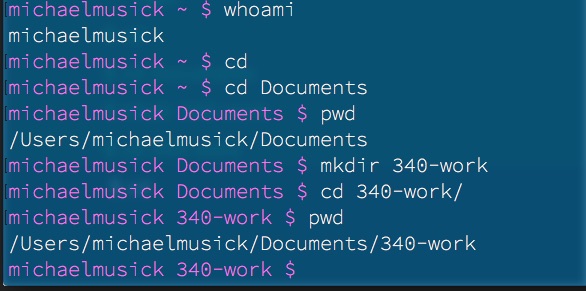 michaelmusick ~ $ whoami
michaelmusick
michaelmusick ~ $ cd
michaelmusick ~ $ cd Documents
michaelmusick Documents $ pwd
/Users/michaelmusick/Documents
michaelmusick Documents $ mkdir 340-work
michaelmusick Documents $ cd 340-work/
michaelmusick 340-work $ pwd
/Users/michaelmusick/Documents/340-work
michaelmusick 340-work $